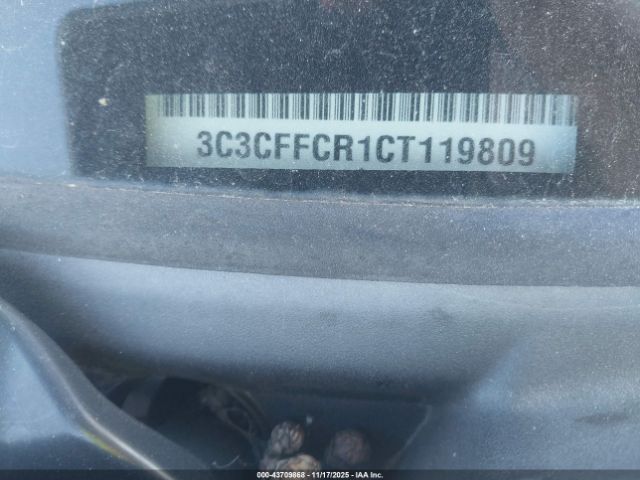 3C3CFFCR1CT119809
000-43709868 - 11/17/2025 - IAA, Inc.